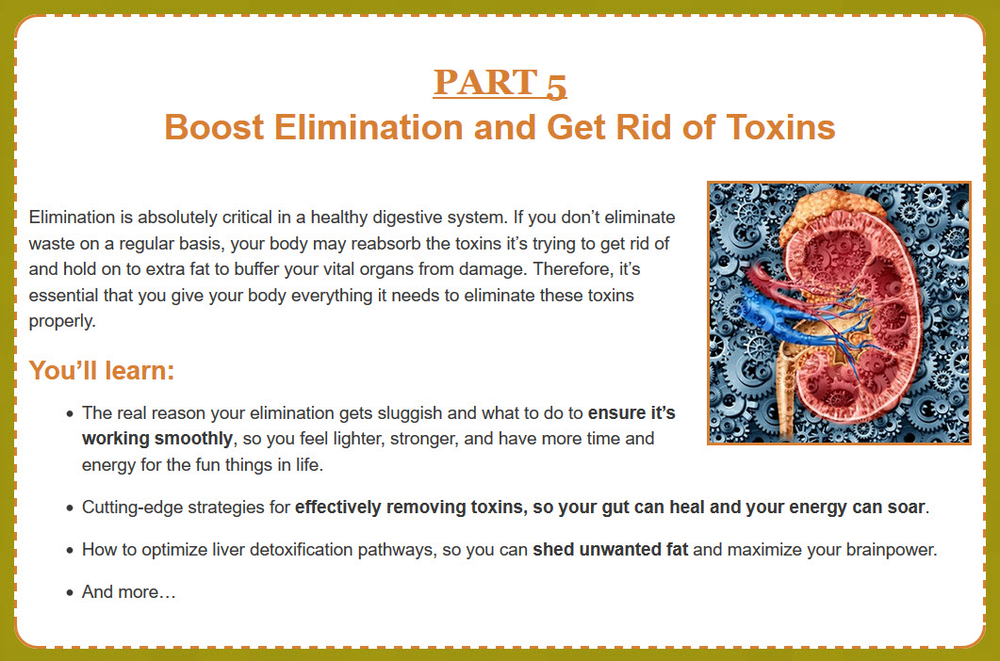 PART 5
Boost Elimination and Get Rid of Toxins
Elimination is absolutely critical in a healthy digestive system. If you don’t eliminate
waste on a regular basis, your body may reabsorb the toxins it’s trying to get rid of
and hold on to extra fat to buffer your vital organs from damage. Therefore, it’s
essential that you give your body everything it needs to eliminate these toxins
properly.
You’ll learn:
• The real reason your elimination gets sluggish and what to do to ensure it’s
working smoothly, so you feel lighter, stronger, and have more time and
energy for the fun things in life.
• Cutting-edge strategies for effectively removing toxins, so your gut can heal and your energy can soar.
• How to optimize liver detoxification pathways, so you can shed unwanted fat and maximize your brainpower.
• And more…